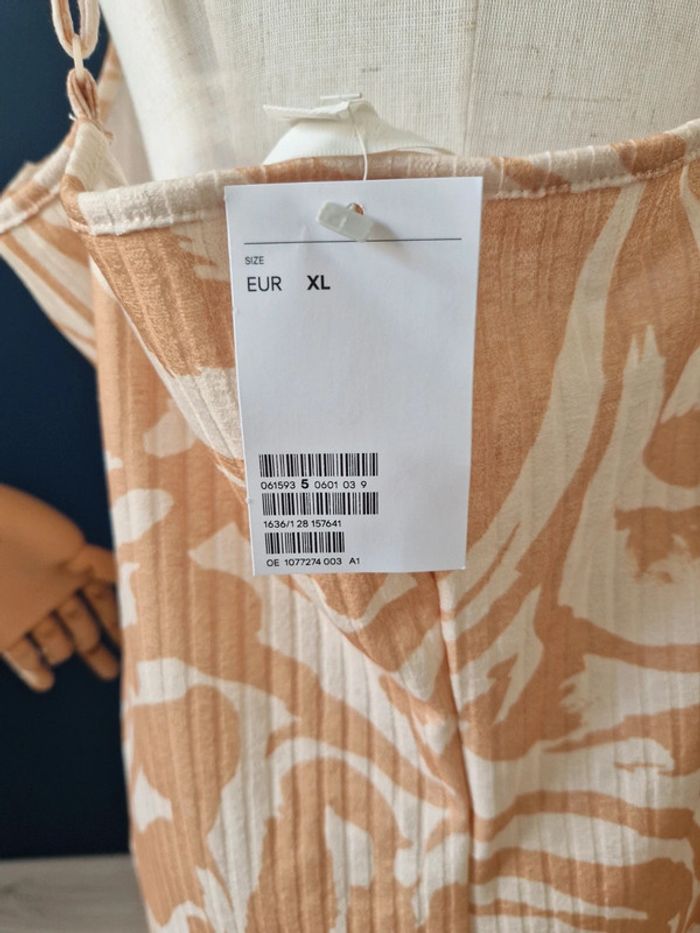 SIZE
EUR XL
061593 5 0601 03 9
1636/1 28 157641
OE 1077274 003 A1